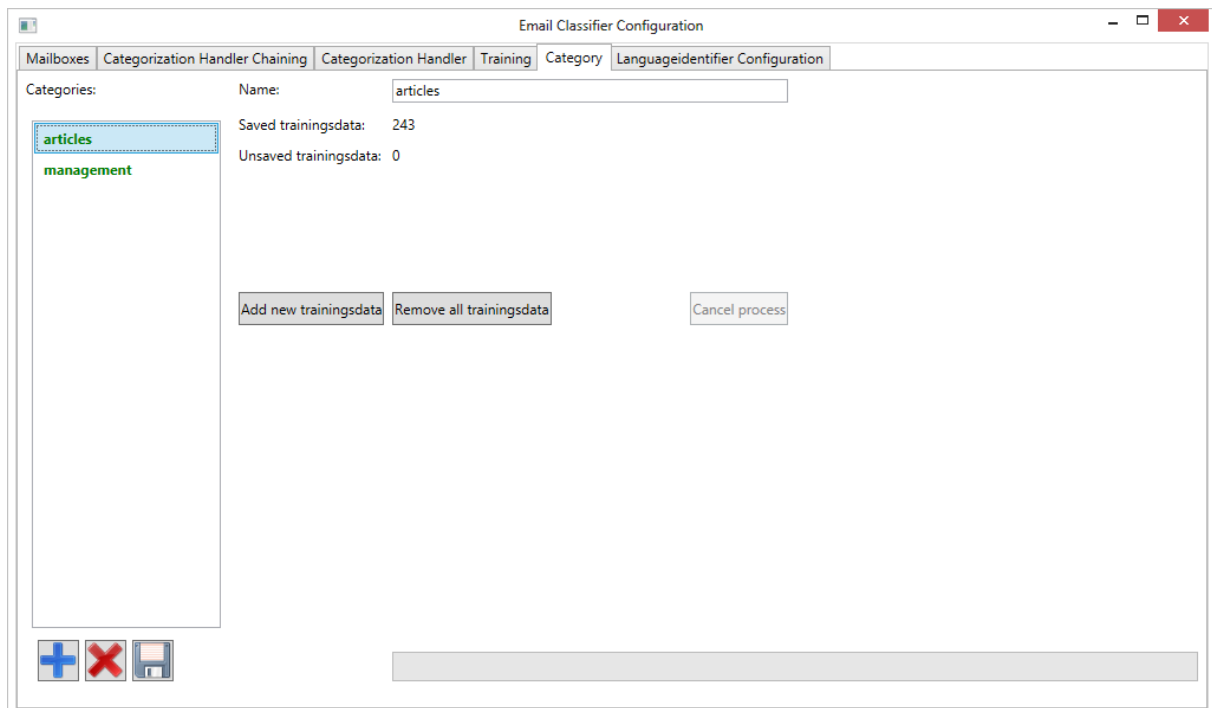 Email Classifier Configuration
Mailboxes Categorization Handler Chaining Categorization Handler Training Category Languageidentifier Configuration
Categories: Name: articles
Saved trainingsdata: 243
articles
Unsaved trainingsdata: 0
management
Add new trainingsdata Remove all trainingsdata Cancel process